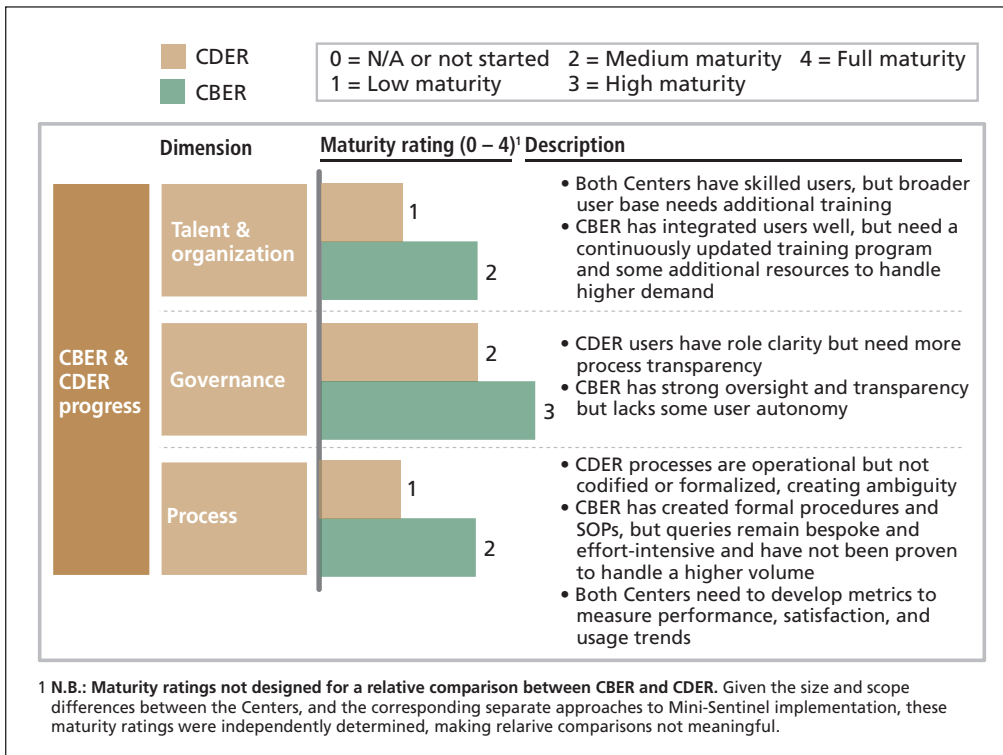 CDER
CBER
0 = N/A or not started 2 = Medium maturity 4 = Full maturity
1 = Low maturity 3 = High maturity
Dimension
Maturity rating (0 – 4)1 Description
CBER &
CDER
progress
Talent &
organization
1
2
• Both Centers have skilled users, but broader
user base needs additional training
• CBER has integrated users well, but need a
continuously updated training program
and some additional resources to handle
higher demand
Governance
2
3
• CDER users have role clarity but need more
process transparency
• CBER has strong oversight and transparency
but lacks some user autonomy
Process
1
2
• CDER processes are operational but not
codified or formalized, creating ambiguity
• CBER has created formal procedures and
SOPs, but queries remain bespoke and
effort-intensive and have not been proven
to handle a higher volume
• Both Centers need to develop metrics to
measure performance, satisfaction, and
usage trends
1 N.B.: Maturity ratings not designed for a relative comparison between CBER and CDER. Given the size and scope
differences between the Centers, and the corresponding separate approaches to Mini-Sentinel implementation, these
maturity ratings were independently determined, making relarive comparisons not meaningful.